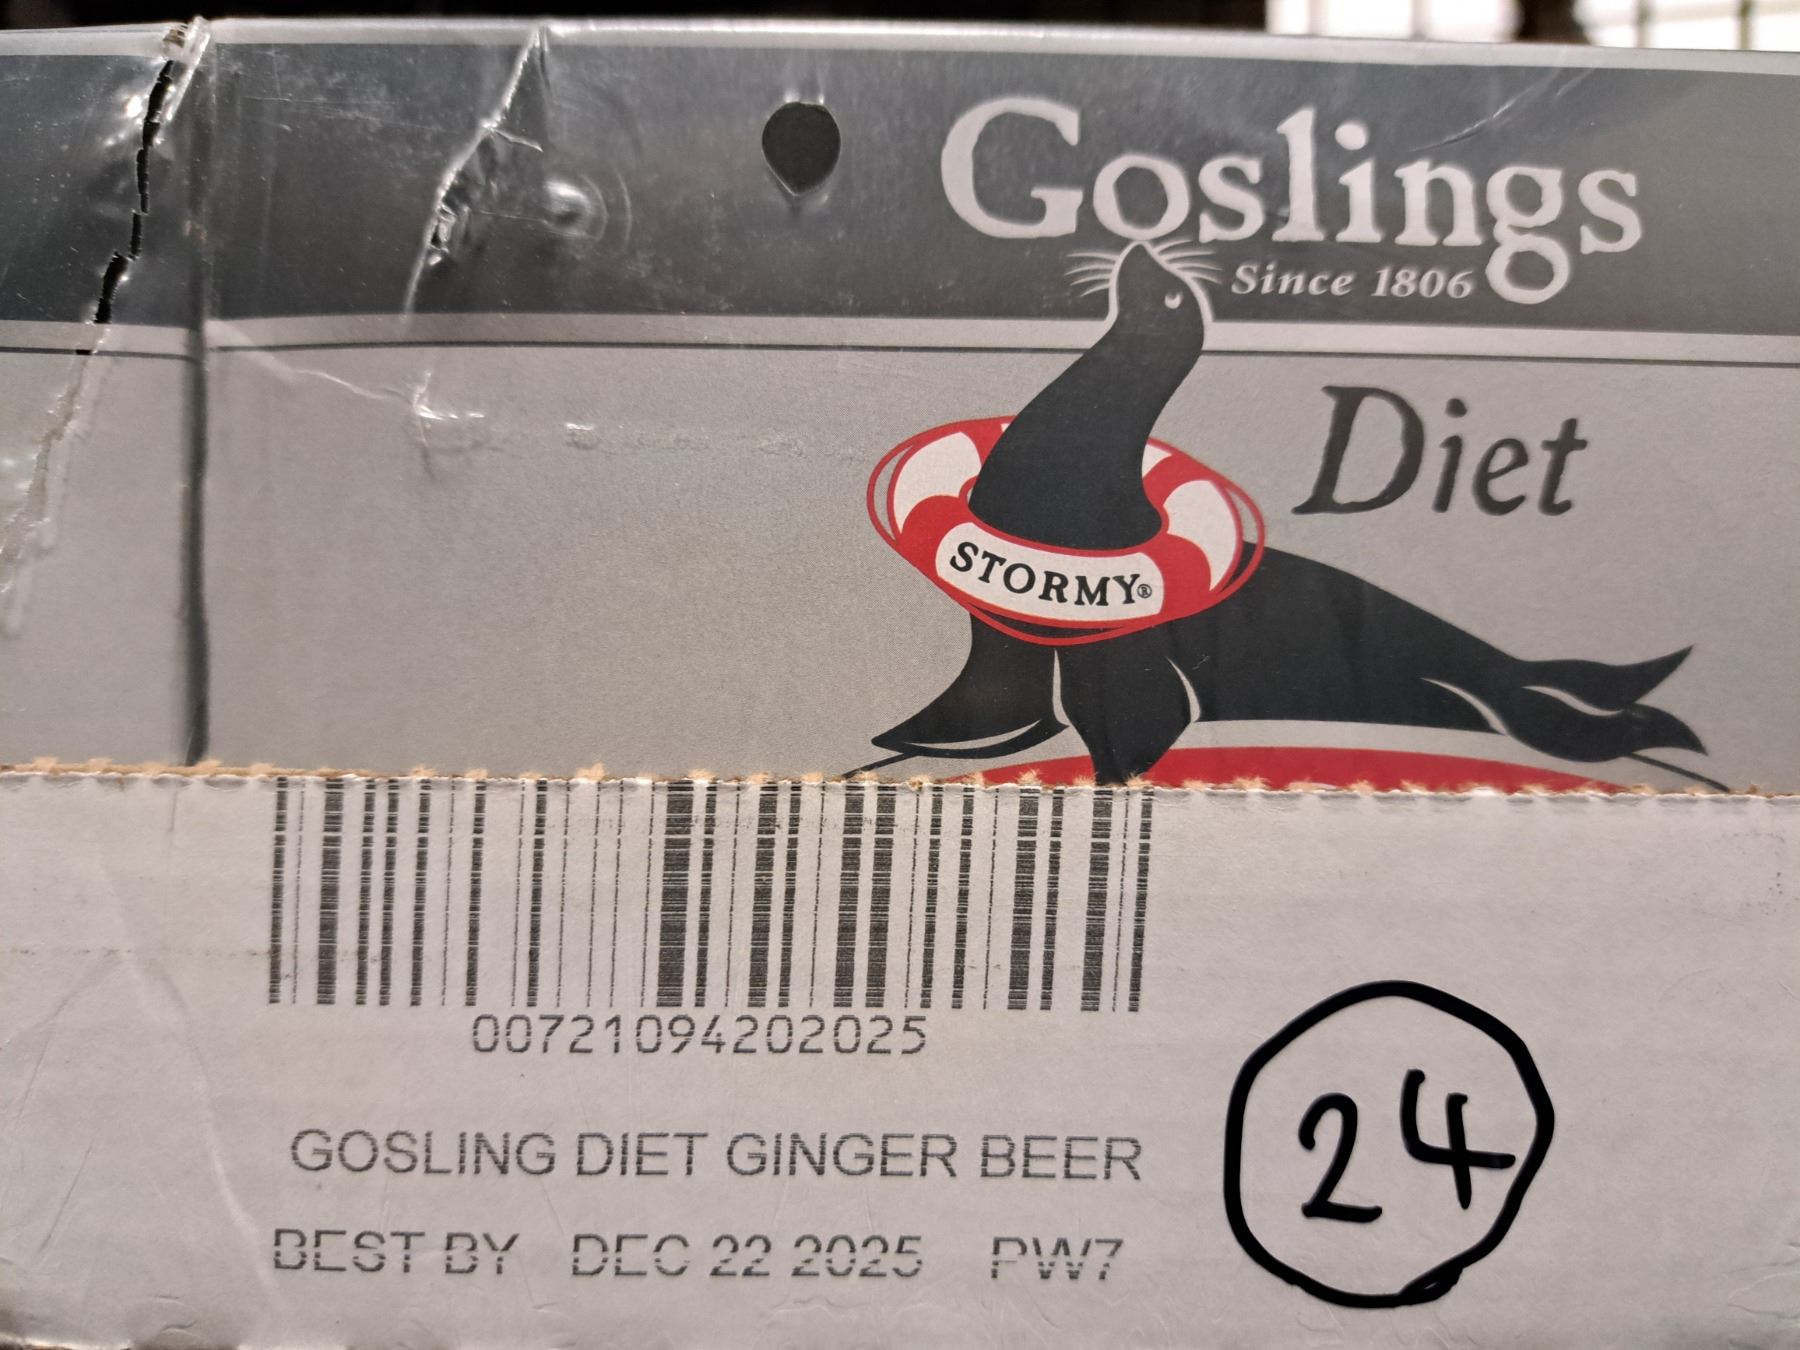 Goslings
Since 1806
Diet
STORMY®
00721094202025
GOSLING DIET GINGER BEER
BEST BY DEC 22 2025 PW7
24